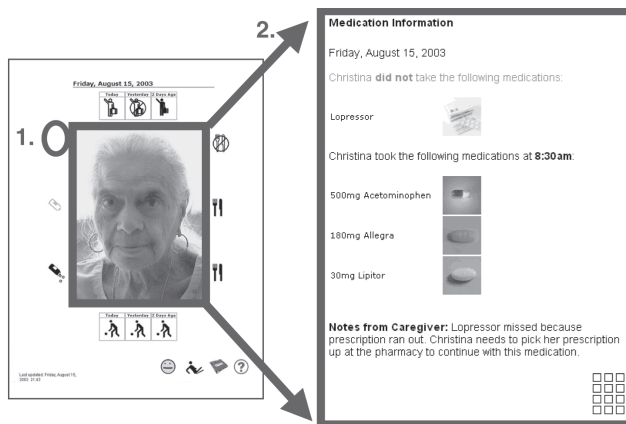 2.
1.
Friday, August 15, 2003
Today Yesterday 2 Days Ago
Today Yesterday 2 Days Ago
?
Last updated: Friday, August 15,
2003 21:43
Medication Information
Friday, August 15, 2003
Christina did not take the following medications:
Lopressor
Christina took the following medications at 8:30am:
500mg Acetominophen
180mg Allegra
30mg Lipitor
Notes from Caregiver: Lopressor missed because
prescription ran out. Christina needs to pick her prescription
up at the pharmacy to continue with this medication.